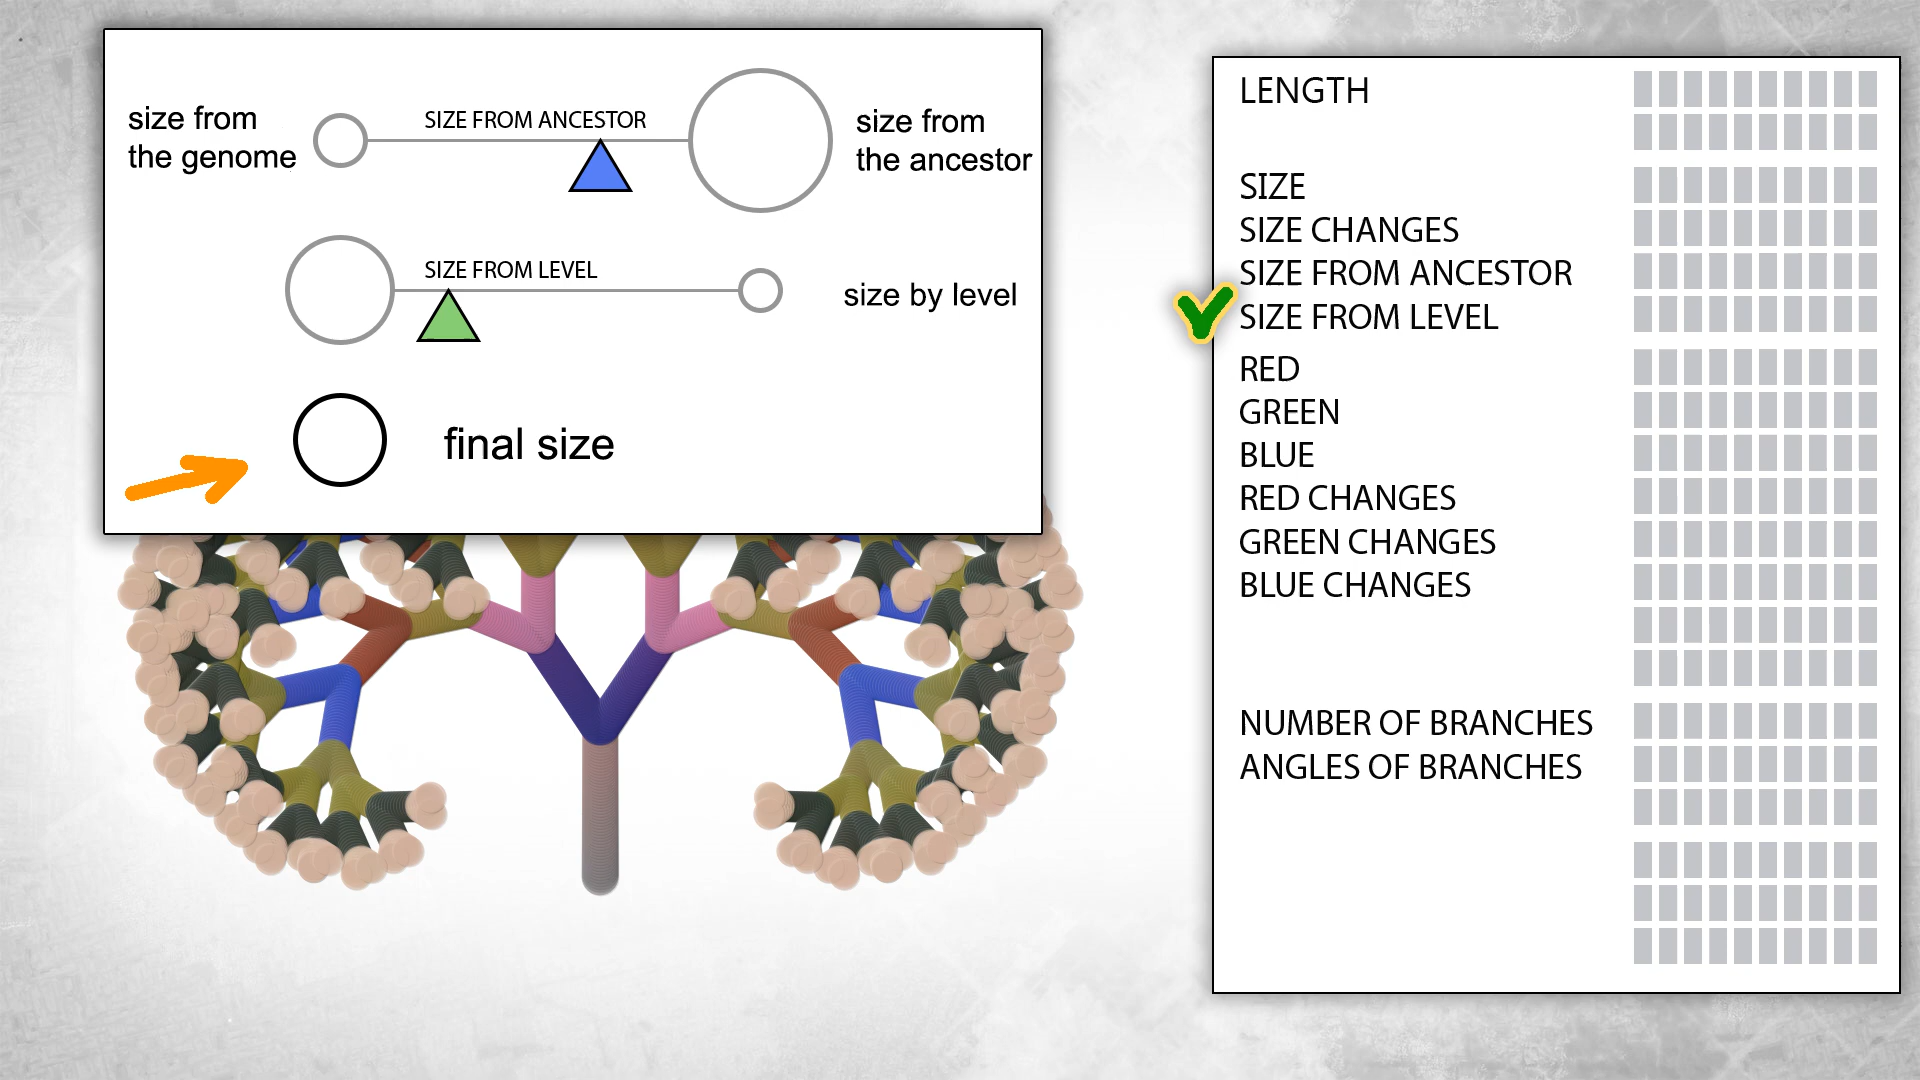 size from
the genome
SIZE FROM ANCESTOR
size from
the ancestor
SIZE FROM LEVEL
size by level
final size
LENGTH
SIZE
SIZE CHANGES
SIZE FROM ANCESTOR
SIZE FROM LEVEL
RED
GREEN
BLUE
RED CHANGES
GREEN CHANGES
BLUE CHANGES
NUMBER OF BRANCHES
ANGLES OF BRANCHES